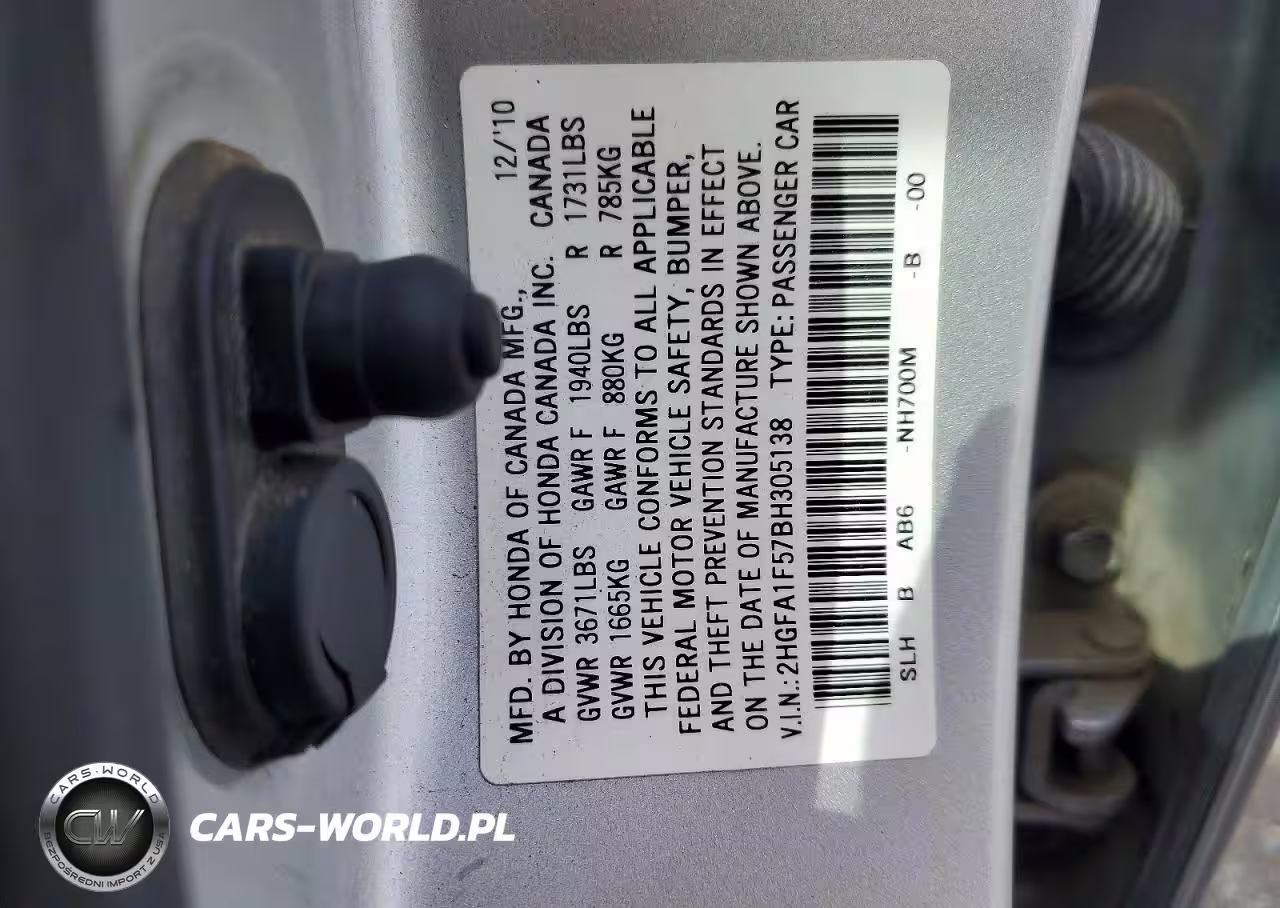 MFD. BY HONDA OF CANADA MFG., 12/'10
A DIVISION OF HONDA CANADA INC. CANADA
GVWR 3671LBS GAWR F 1940LBS R 1731LBS
GVWR 1665KG GAWR F 880KG R 785KG
THIS VEHICLE CONFORMS TO ALL APPLICABLE
FEDERAL MOTOR VEHICLE SAFETY, BUMPER,
AND THEFT PREVENTION STANDARDS IN EFFECT
ON THE DATE OF MANUFACTURE SHOWN ABOVE.
V.I.N.: 2HGFA1F57BH305138 TYPE: PASSENGER CAR
SLH B AB6 -NH700M -B -00
CARS-WORLD
CW
BEZPOŚREDNI IMPORT Z USA
CARS-WORLD.PL